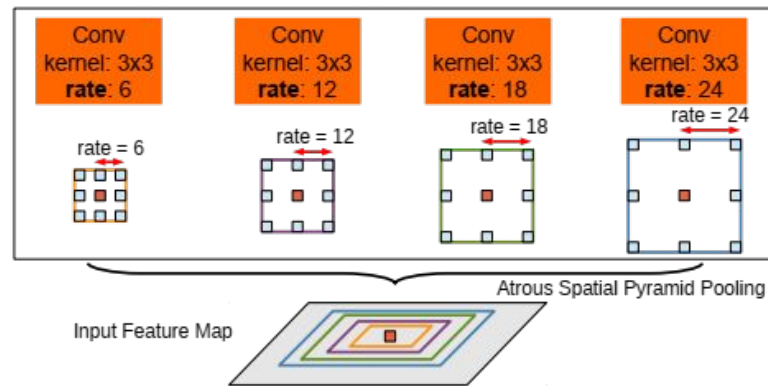 Conv
kernel: 3x3
rate: 6
Conv
kernel: 3x3
rate: 12
Conv
kernel: 3x3
rate: 18
Conv
kernel: 3x3
rate: 24
rate = 6
rate = 12
rate = 18
rate = 24
Atrous Spatial Pyramid Pooling
Input Feature Map